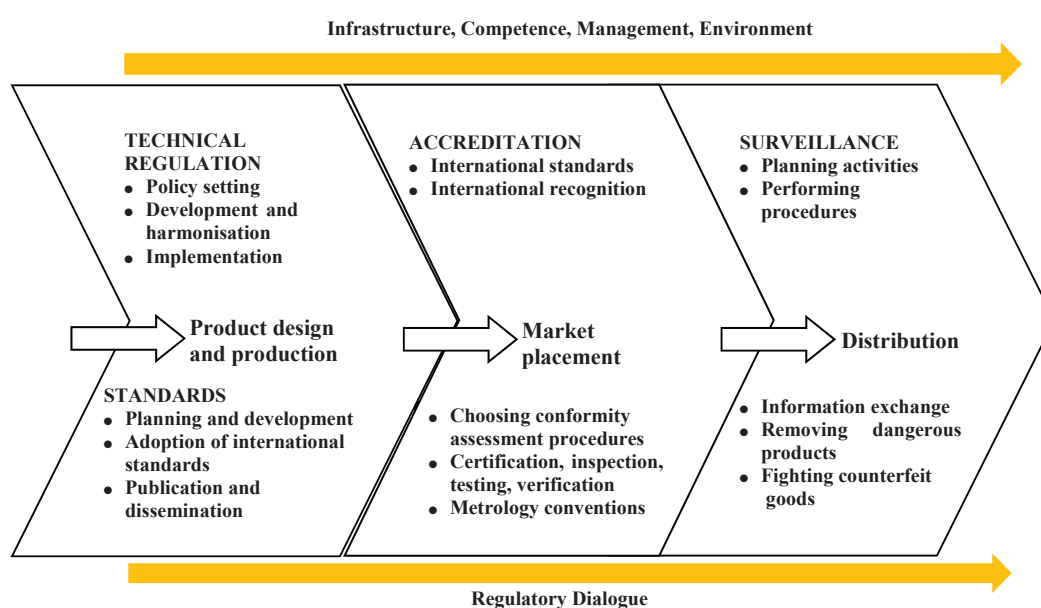 Infrastructure, Competence, Management, Environment
TECHNICAL
REGULATION
● Policy setting
● Development and
harmonisation
● Implementation
Product design
and production
STANDARDS
● Planning and development
● Adoption of international
standards
● Publication and
dissemination
ACCREDITATION
● International standards
● International recognition
Market
placement
● Choosing conformity
assessment procedures
● Certification, inspection,
testing, verification
● Metrology conventions
SURVEILLANCE
● Planning activities
● Performing
procedures
Distribution
● Information exchange
● Removing dangerous
products
● Fighting counterfeit
goods
Regulatory Dialogue